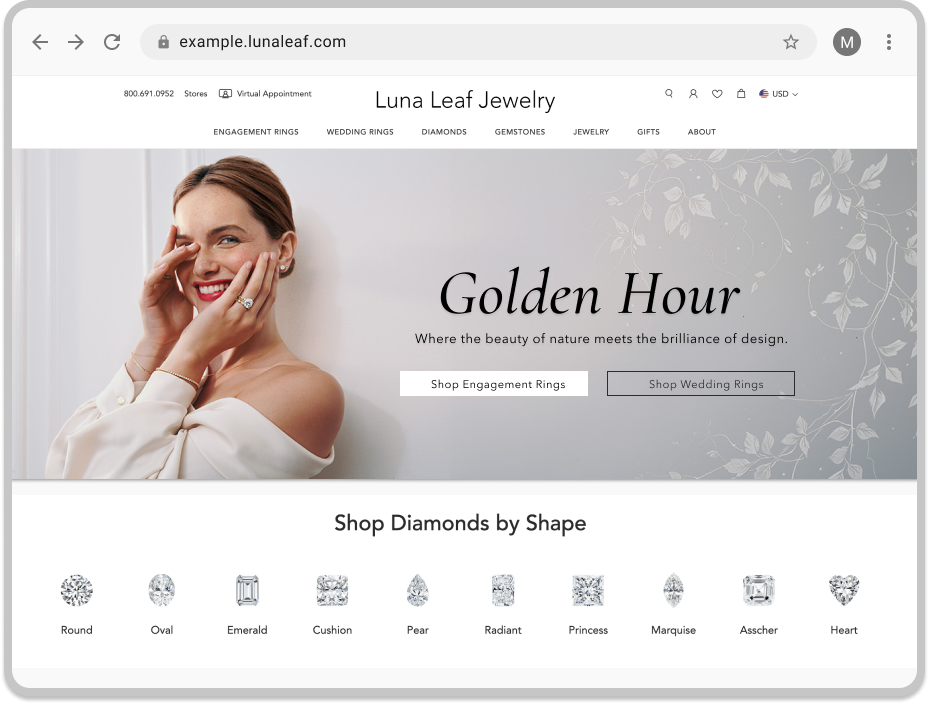 example.lunaleaf.com
M
800.691.0952 Stores Virtual Appointment
Luna Leaf Jewelry
USD
ENGAGEMENT RINGS WEDDING RINGS DIAMONDS GEMSTONES JEWELRY GIFTS ABOUT
Golden Hour
Where the beauty of nature meets the brilliance of design.
Shop Engagement Rings Shop Wedding Rings
Shop Diamonds by Shape
Round Oval Emerald Cushion Pear Radiant Princess Marquise Asscher Heart